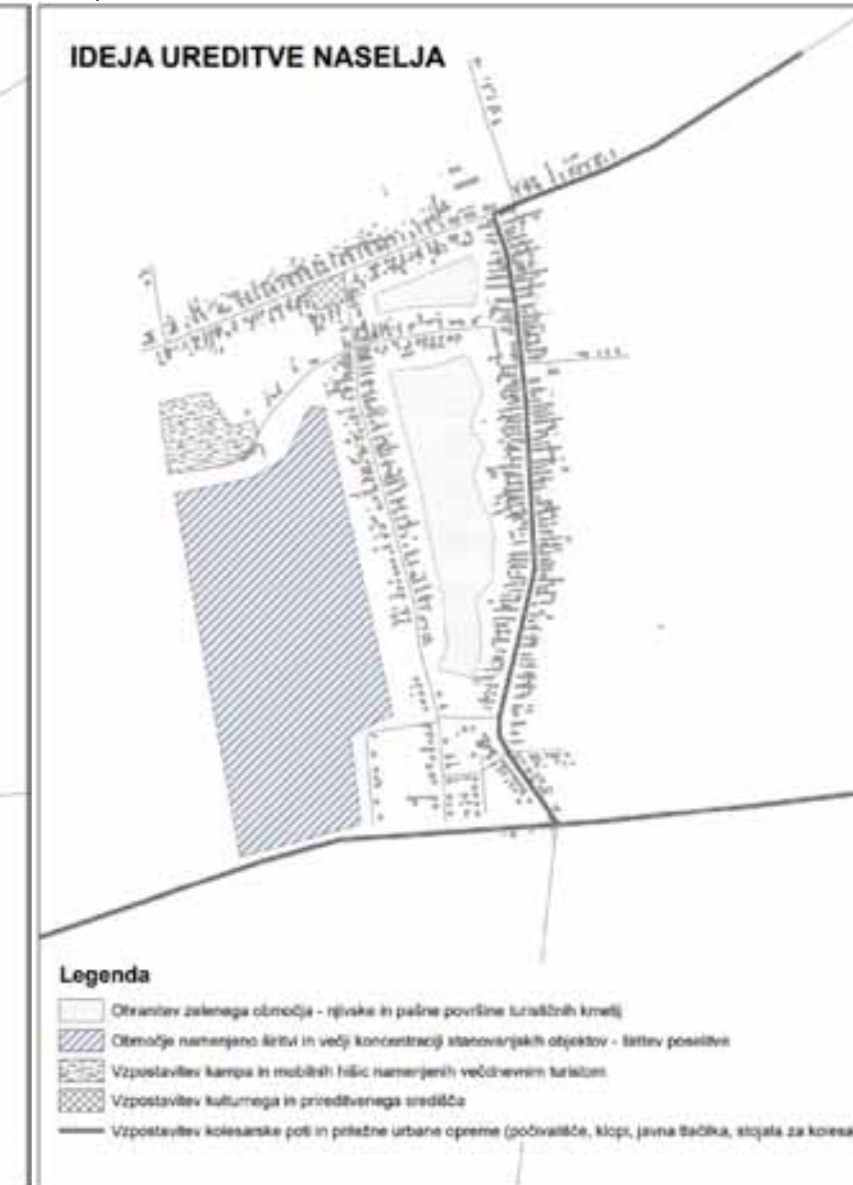 IDEJA UREDITVE NASELJA
Legenda
Ohranitev zelenega območja - njivske in pašne površine turističnih kmetij
Območje namenjeno širitvi in večji koncentraciji stanovanjskih objektov - širitev poselitve
Vzpostavitev kampa in mobilnih hišic namenjenih večdnevnim turistom
Vzpostavitev kulturnega in prireditvenega središča
Vzpostavitev kolesarske poti in pritežne urbane opreme (počivališče, klopi, javna tlačilka, stojala za kolesa